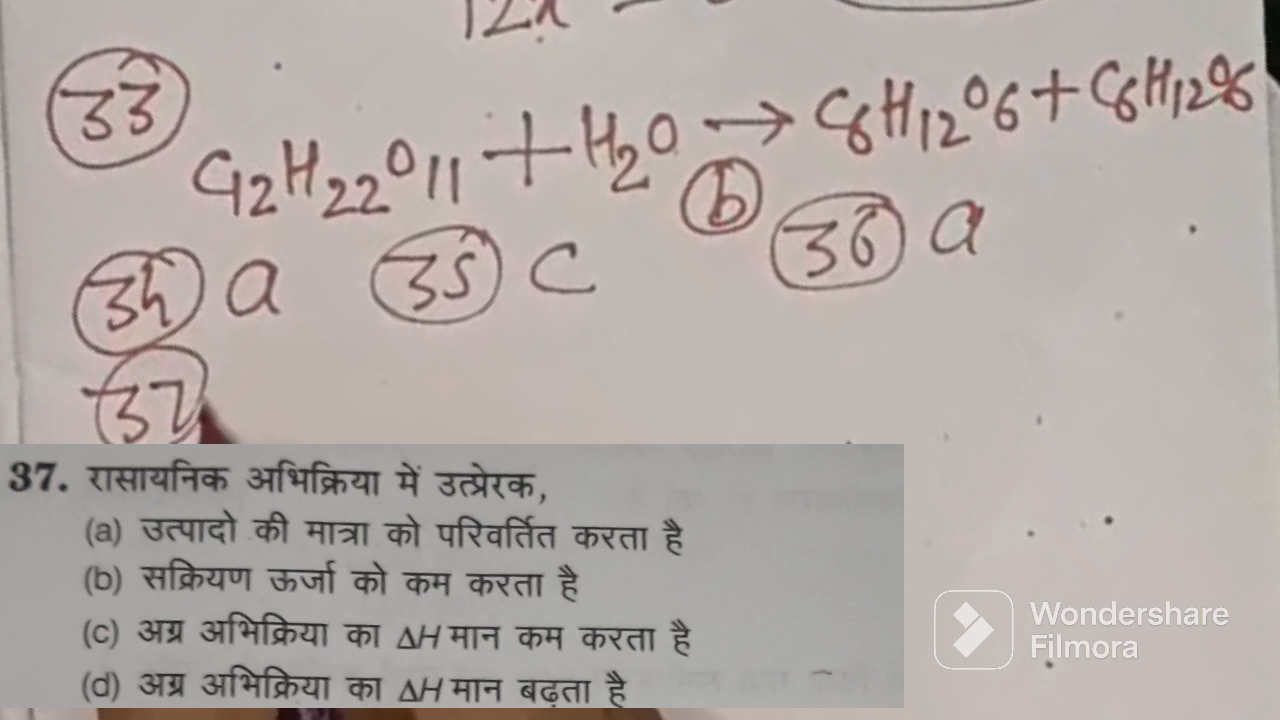 12x
33 C12H22O11 + H2O → C6H12O6 + C6H12O6
b
34 a 35 c 36 a
37
37. रासायनिक अभिक्रिया में उत्प्रेरक,
(a) उत्पादो की मात्रा को परिवर्तित करता है
(b) सक्रियण ऊर्जा को कम करता है
(c) अग्र अभिक्रिया का ΔH मान कम करता है
(d) अग्र अभिक्रिया का ΔH मान बढ़ता है
Wondershare
Filmora